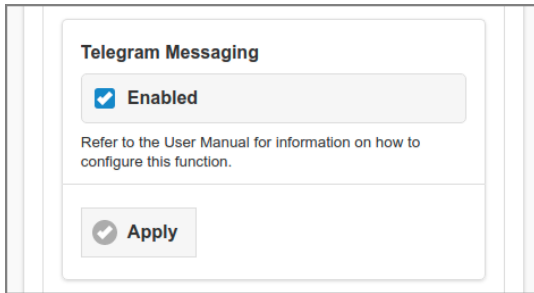 Telegram Messaging
Enabled
Refer to the User Manual for information on how to
configure this function.
Apply